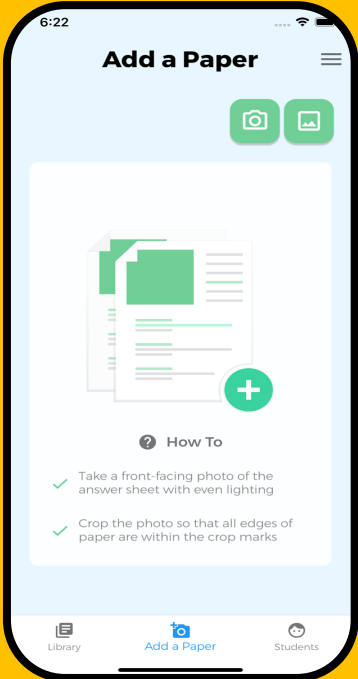 6:22
Add a Paper
How To
Take a front-facing photo of the
answer sheet with even lighting
Crop the photo so that all edges of
paper are within the crop marks
Library
Add a Paper
Students